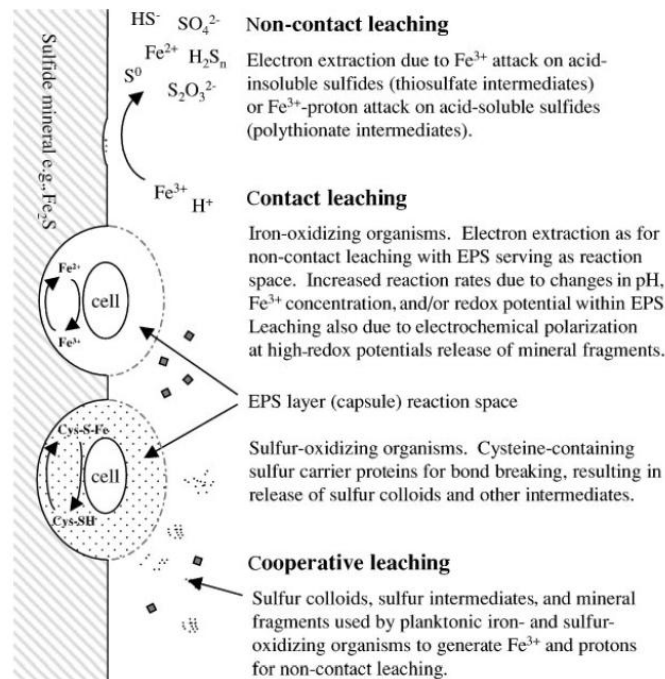 HS⁻ SO₄²⁻
Fe²⁺ H₂Sₙ
S⁰
S₂O₃²⁻
Fe³⁺
H⁺
Sulfide mineral e.g., Fe₂S
Non-contact leaching
Electron extraction due to Fe³⁺ attack on acid-
insoluble sulfides (thiosulfate intermediates)
or Fe³⁺-proton attack on acid-soluble sulfides
(polythionate intermediates).
Contact leaching
Iron-oxidizing organisms. Electron extraction as for
non-contact leaching with EPS serving as reaction
space. Increased reaction rates due to changes in pH,
Fe³⁺ concentration, and/or redox potential within EPS
Leaching also due to electrochemical polarization
at high-redox potentials release of mineral fragments.
Fe²⁺
cell
Fe³⁺
EPS layer (capsule) reaction space
Cys-S-Fe
cell
Cys-SH
Sulfur-oxidizing organisms. Cysteine-containing
sulfur carrier proteins for bond breaking, resulting in
release of sulfur colloids and other intermediates.
Cooperative leaching
Sulfur colloids, sulfur intermediates, and mineral
fragments used by planktonic iron- and sulfur-
oxidizing organisms to generate Fe³⁺ and protons
for non-contact leaching.